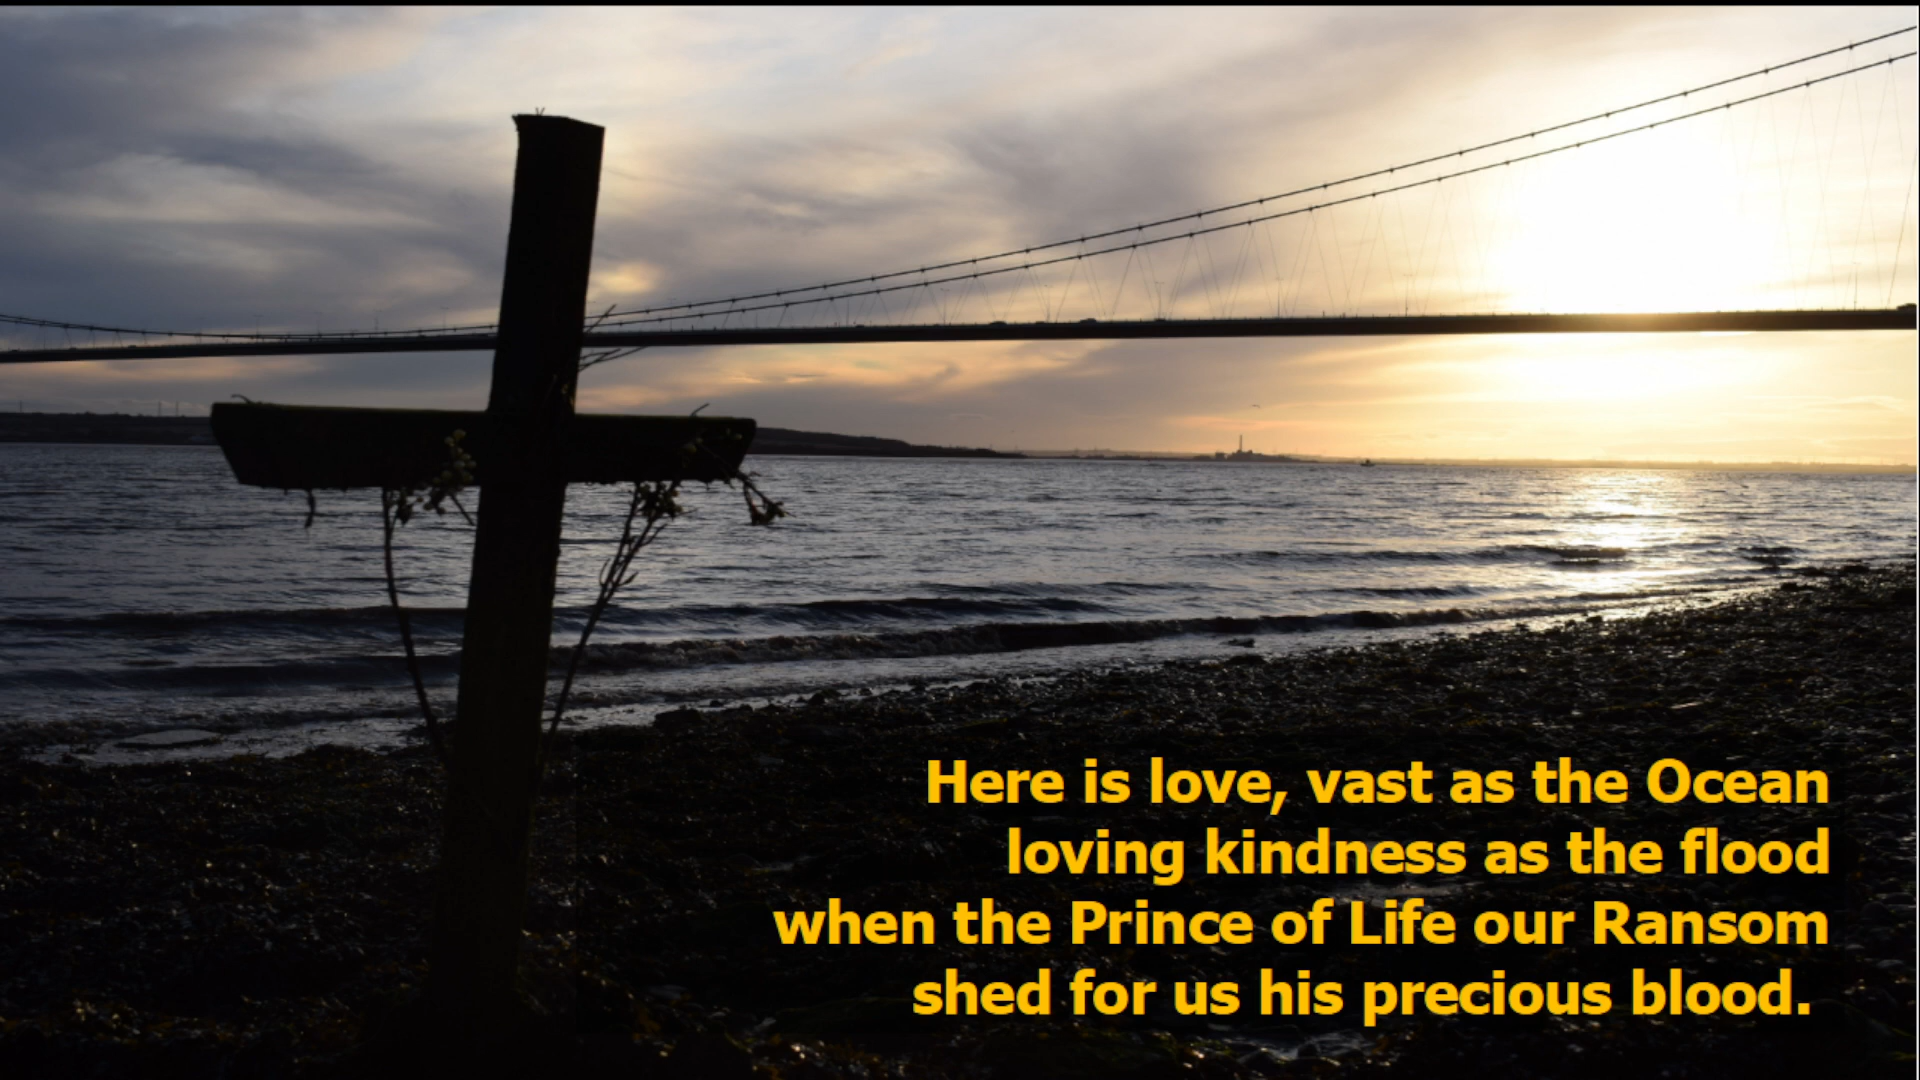 Here is love, vast as the Ocean
loving kindness as the flood
when the Prince of Life our Ransom
shed for us his precious blood.